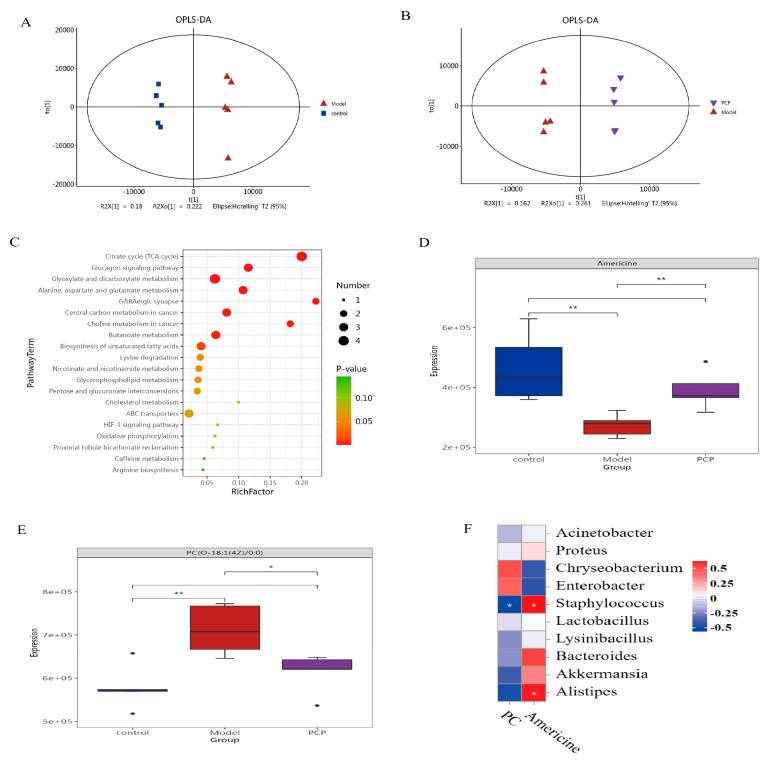 A
OPLS-DA
20000
10000
0
-10000
-20000
to[1]
-10000 0 10000
t[1]
R2X[1] = 0.18 R2Xo[1] = 0.222 Ellipse:Hotelling' T2 (95%)
Model
control
B
OPLS-DA
10000
0
-10000
to[1]
-10000 0 10000
t[1]
R2X[1] = 0.162 R2Xo[1] = 0.261 Ellipse:Hotelling' T2 (95%)
PCP
Model
C
PathwayTerm
Citrate cycle (TCA cycle)
Glucagon signaling pathway
Glyoxylate and dicarboxylate metabolism
Alanine, aspartate and glutamate metabolism
GABAergic synapse
Central carbon metabolism in cancer
Choline metabolism in cancer
Butanoate metabolism
Biosynthesis of unsaturated fatty acids
Lysine degradation
Nicotinate and nicotinamide metabolism
Glycerophospholipid metabolism
Pentose and glucuronate interconversions
Cholesterol metabolism
ABC transporters
HIF-1 signaling pathway
Oxidative phosphorylation
Proximal tubule bicarbonate reclamation
Caffeine metabolism
Arginine biosynthesis
0.05 0.10 0.15 0.20
RichFactor
Number
1
2
3
4
P-value
0.10
0.05
D
Americine
**
**
6e+05
4e+05
2e+05
Expression
control Model PCP
Group
E
PC(O-18:1(4Z)/0:0)
*
**
8e+05
7e+05
6e+05
5e+05
Expression
control Model PCP
Group
F
Acinetobacter
Proteus
Chryseobacterium
Enterobacter
* * Staphylococcus
Lactobacillus
Lysinibacillus
Bacteroides
Akkermansia
* Alistipes
PC Americine
0.5
0.25
0
-0.25
-0.5